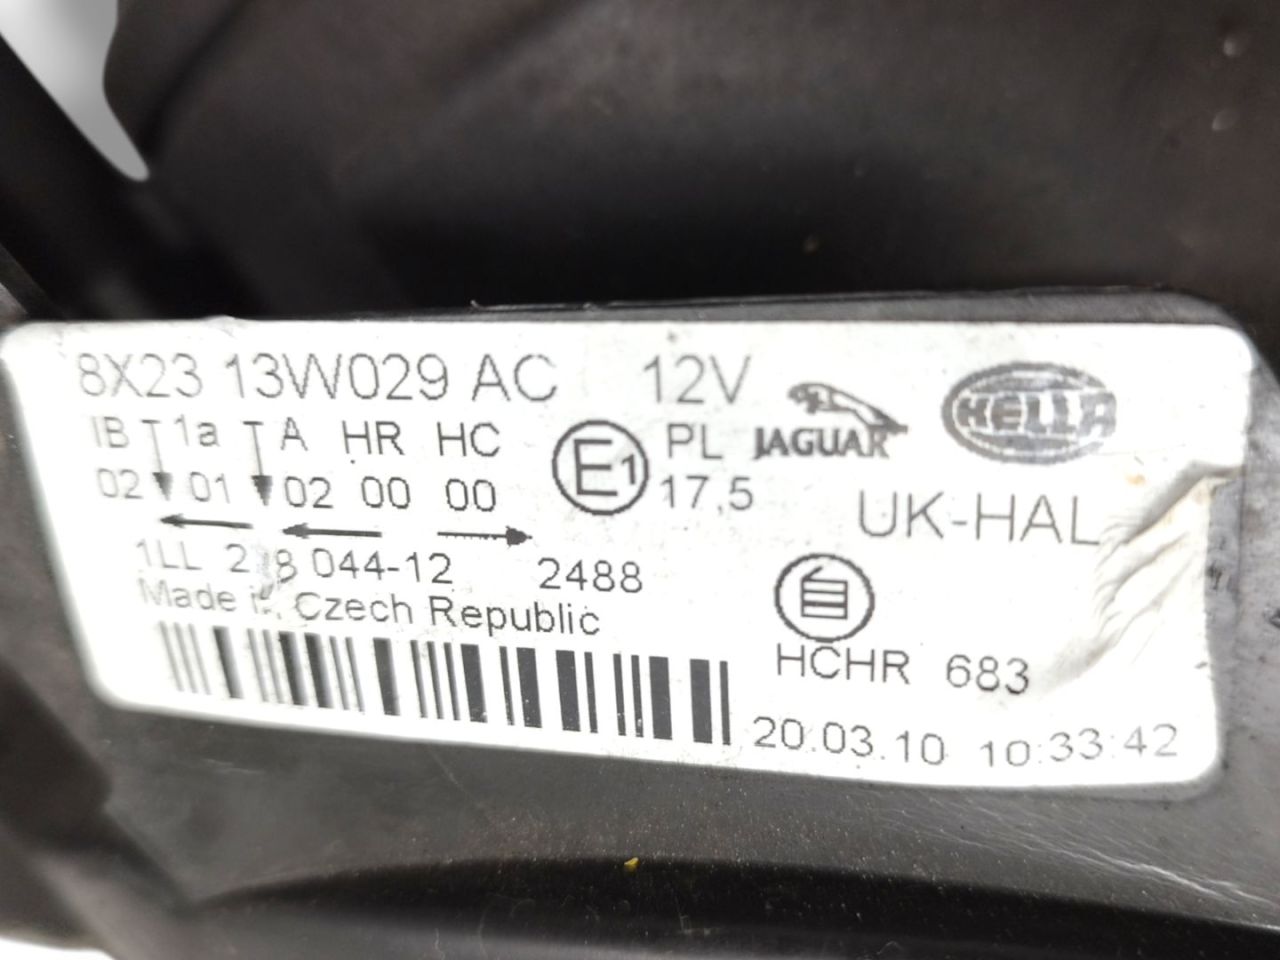 8X23 13W029 AC 12V
JAGUAR HELLA
IB 1a A HR HC E1 PL
02 01 02 00 00 17,5
UK-HAL
1LL 2 8 044-12 2488
Made Czech Republic
HCHR 683
20.03.10 10:33:42